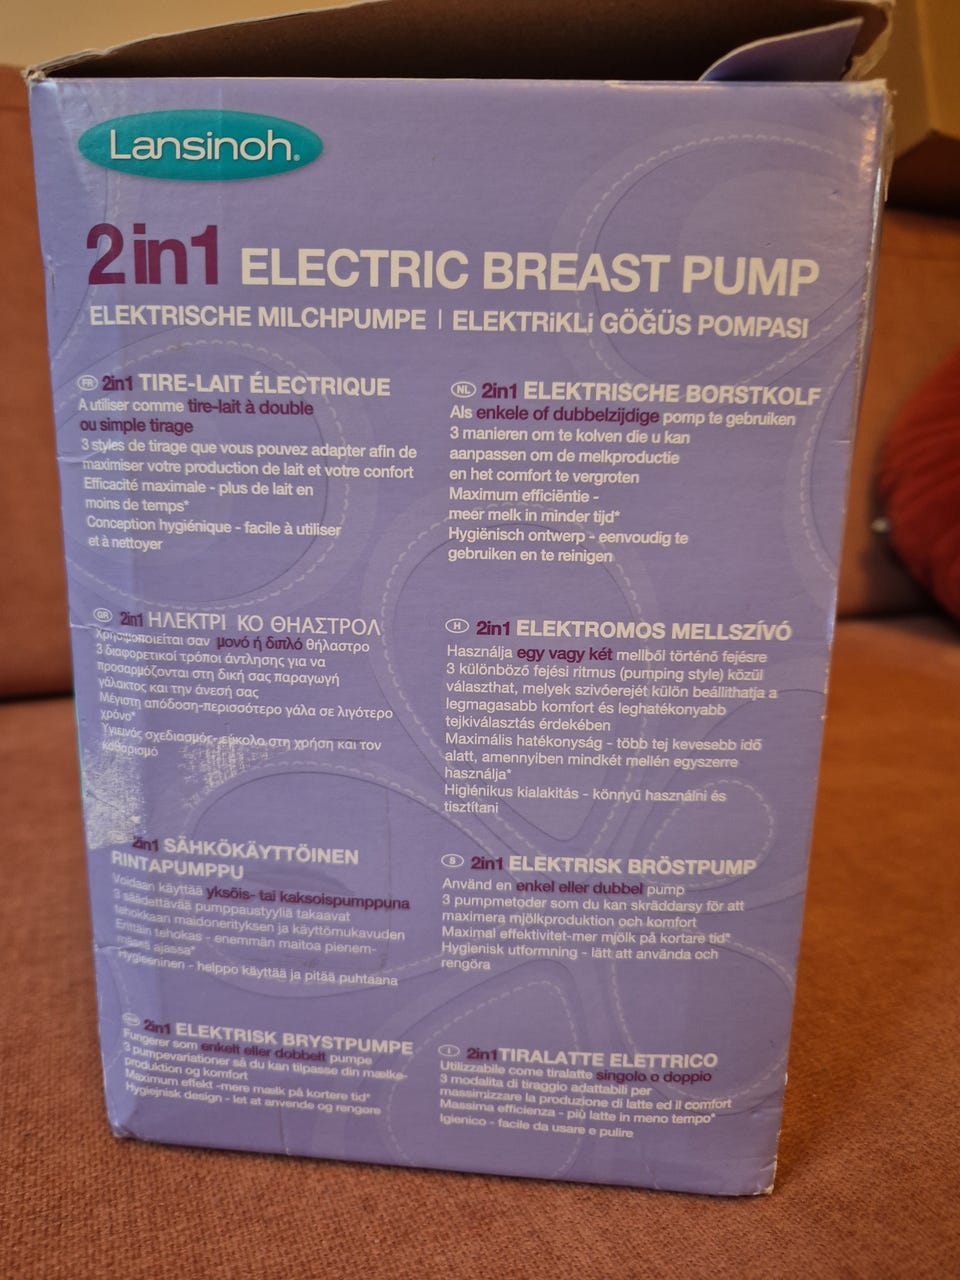 Lansinoh®
2in1 ELECTRIC BREAST PUMP
ELEKTRISCHE MILCHPUMPE | ELEKTRiKLi GÖĞÜS POMPASI
FR 2in1 TIRE-LAIT ÉLECTRIQUE
A utiliser comme tire-lait à double
ou simple tirage
3 styles de tirage que vous pouvez adapter afin de
maximiser votre production de lait et votre confort
Efficacité maximale - plus de lait en
moins de temps*
Conception hygiénique - facile à utiliser
et à nettoyer
NL 2in1 ELEKTRISCHE BORSTKOLF
Als enkele of dubbelzijdige pomp te gebruiken
3 manieren om te kolven die u kan
aanpassen om de melkproductie
en het comfort te vergroten
Maximum efficiëntie -
meer melk in minder tijd*
Hygiënisch ontwerp - eenvoudig te
gebruiken en te reinigen
GR 2in1 ΗΛΕΚΤΡΙ ΚΟ ΘΗΑΣΤΡΟΛ
Χρησιμοποιείται σαν μονό ή διπλό θήλαστρο
3 διαφορετικοί τρόποι άντλησης για να
προσαρμόζονται στη δική σας παραγωγή
γάλακτος και την άνεσή σας
Μέγιστη απόδοση-περισσότερο γάλα σε λιγότερο
χρόνο*
Υγιεινός σχεδιασμός- εύκολο στη χρήση και τον
καθαρισμό
H 2in1 ELEKTROMOS MELLSZÍVÓ
Használja egy vagy két mellből történő fejésre
3 különböző fejési ritmus (pumping style) közül
választhat, melyek szivóerejét külön beállithatja a
legmagasabb komfort és leghatékonyabb
tejkiválasztás érdekében
Maximális hatékonyság - több tej kevesebb idő
alatt, amennyiben mindkét mellén egyszerre
használja*
Higiénikus kialakitás - könnyű használni és
tisztítani
2in1 SÄHKÖKÄYTTÖINEN
RINTAPUMPPU
Voidaan käyttää yksöis- tai kaksoispumppuna
3 säädettävää pumppaustyyliä takaavat
tehokkaan maidonerityksen ja käyttömukavuden
Erittäin tehokas - enemmän maitoa pienem-
mässä ajassa*
Hygieeninen - helppo käyttää ja pitää puhtaana
S 2in1 ELEKTRISK BRÖSTPUMP
Använd en enkel eller dubbel pump
3 pumpmetoder som du kan skräddarsy för att
maximera mjölkproduktion och komfort
Maximal effektivitet-mer mjölk på kortare tid*
Hygienisk utformning - lätt att använda och
rengöra
2in1 ELEKTRISK BRYSTPUMPE
Fungerer som enkelt eller dobbelt pumpe
3 pumpevariationer så du kan tilpasse din mælke-
produktion og komfort
Maximum effekt -mere mælk på kortere tid*
Hygiejnisk design - let at anvende og rengøre
I 2in1 TIRALATTE ELETTRICO
Utilizzabile come tiralatte singolo o doppio
3 modalita di tiraggio adattabili per
massimizzare la produzione di latte ed il comfort
Massima efficienza - più latte in meno tempo*
Igienico - facile da usare e pulire